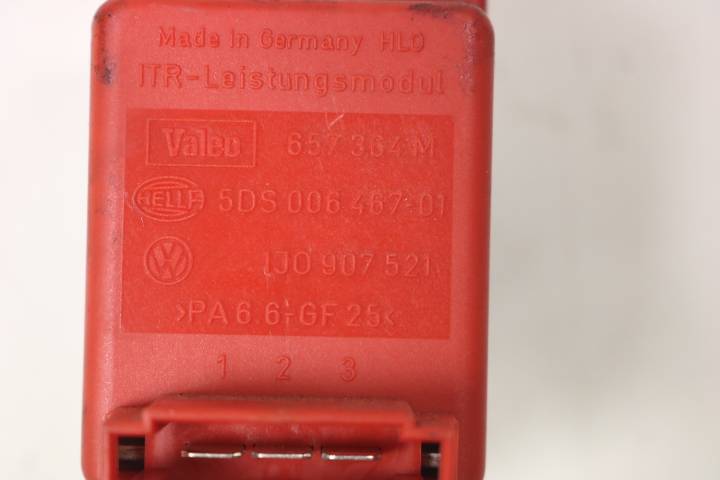 Made in Germany HLO
ITR-Leistungsmodul
Valeo 657 364 M
HELLA 5DS 006 467-01
VW 1J0 907 521
>PA 6.6-GF 25<
1 2 3